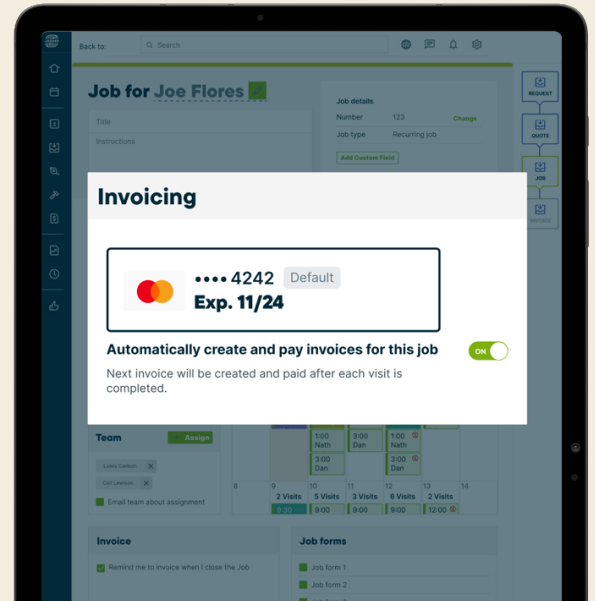 Back to:
Search
Job for Joe Flores
Title
Instructions
Job details
Number 123 Change
Job type Recurring job
Add Custom Field
REQUEST
QUOTE
JOB
INVOICE
Invoicing
•••• 4242 Default
Exp. 11/24
Automatically create and pay invoices for this job
ON
Next invoice will be created and paid after each visit is
completed.
Team
Assign
Carl Lawson
Email team about assignment
1:00 3:00 1:00
Nath Dan Nath
3:00 3:00
Dan Dan
8 9 10 11 12 13 14
2 Visits 5 Visits 3 Visits 6 Visits 2 Visits
9:30 9:00 9:00 9:00 12:00
Invoice
Remind me to invoice when I close the Job
Job forms
Job form 1
Job form 2